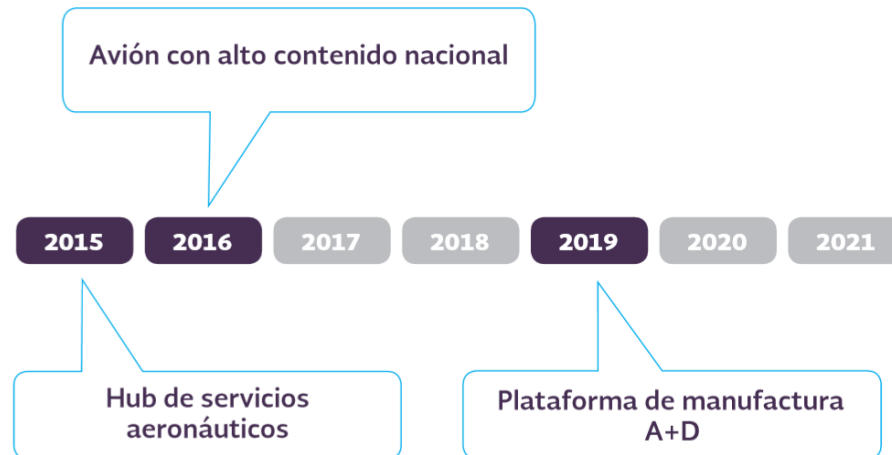 Avión con alto contenido nacional
2015 2016 2017 2018 2019 2020 2021
Hub de servicios
aeronáuticos
Plataforma de manufactura
A+D